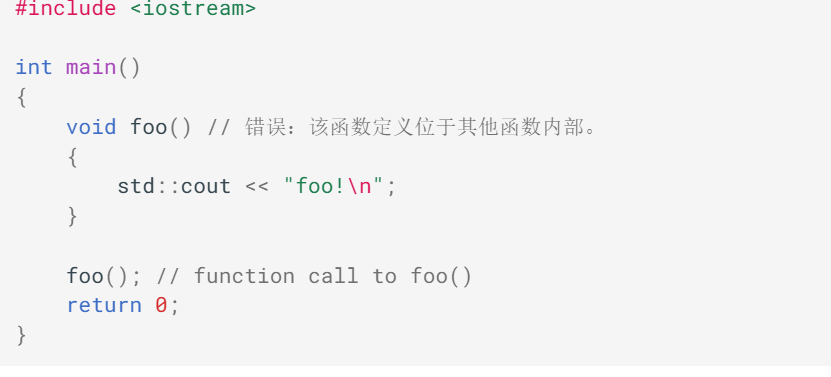 #include <iostream>
int main()
{
void foo() // 错误：该函数定义位于其他函数内部。
{
std::cout << "foo!\n";
}
foo(); // function call to foo()
return 0;
}